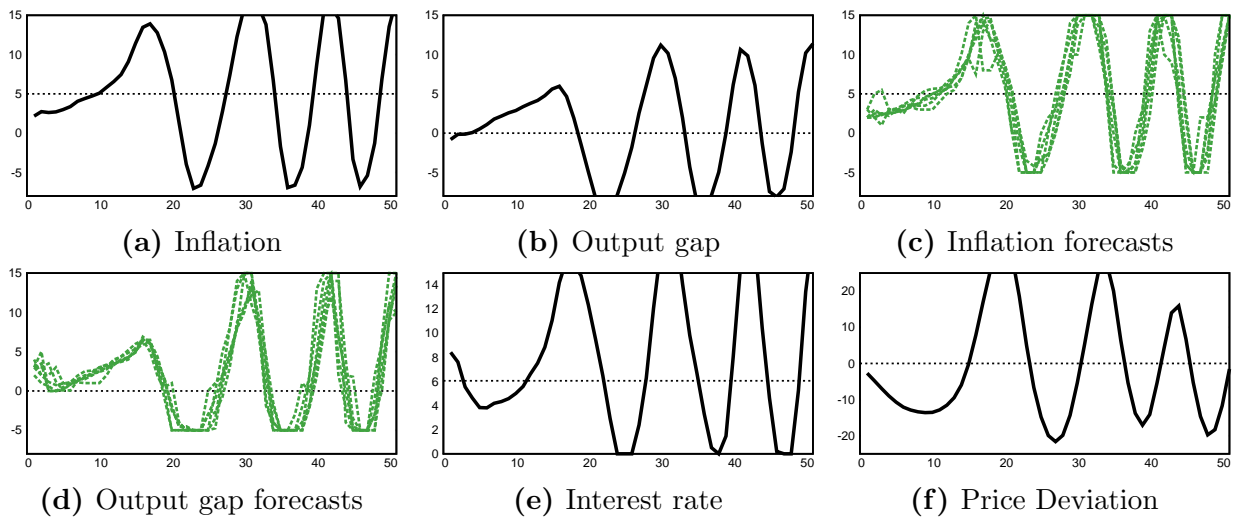 15 10 5 0 -5 0 10 20 30 40 50
15 10 5 0 -5 0 10 20 30 40 50
15 10 5 0 -5 0 10 20 30 40 50
(a) Inflation (b) Output gap (c) Inflation forecasts
15 10 5 0 -5 0 10 20 30 40 50
14 12 10 8 6 4 2 0 0 10 20 30 40 50
20 10 0 -10 -20 0 10 20 30 40 50
(d) Output gap forecasts (e) Interest rate (f) Price Deviation